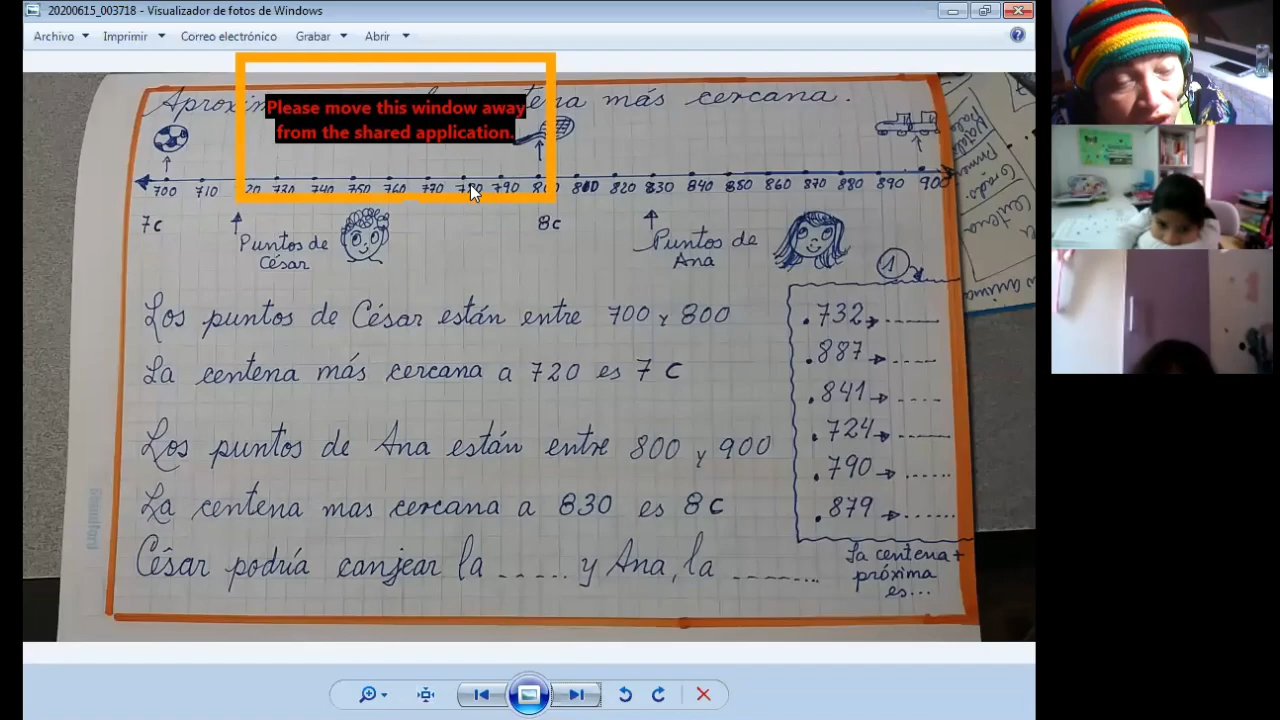 20200615_003718 - Visualizador de fotos de Windows
Archivo Imprimir Correo electrónico Grabar Abrir
Please move this window away
from the shared application.
más cercana.
700 710 730 740 750 760 770 790 820 830 840 850 860 870 880 890 900
7c 8c
Puntos de
César
Puntos de
Ana
1
Los puntos de César están entre 700 y 800
La centena más cercana a 720 es 7 C
Los puntos de Ana están entre 800 y 900
La centena mas cercana a 830 es 8 C
César podría canjear la ..... y Ana, la .......
.732→ ......
.887→ ......
.841→ ....
.724→ ......
.790→ ......
.879→ ......
La centena +
próxima
es...